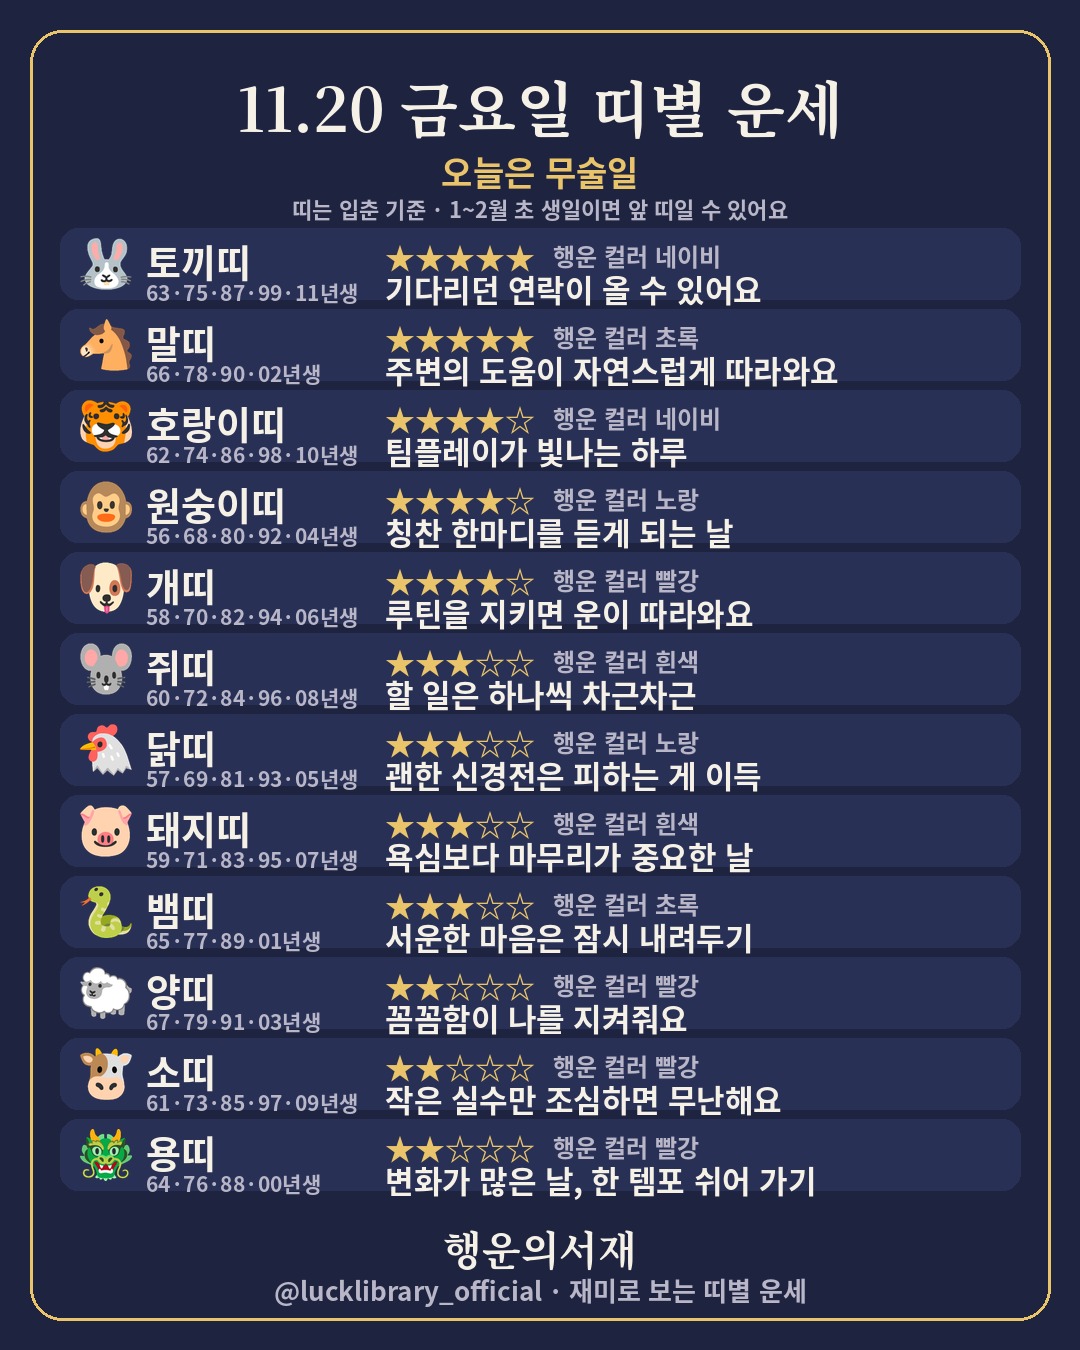 11.20 금요일 띠별 운세
오늘은 무술일
띠는 입춘 기준 · 1~2월 초 생일이면 앞 띠일 수 있어요
토끼띠 ★★★★★ 행운 컬러 네이비
63·75·87·99·11년생 기다리던 연락이 올 수 있어요
말띠 ★★★★★ 행운 컬러 초록
66·78·90·02년생 주변의 도움이 자연스럽게 따라와요
호랑이띠 ★★★★☆ 행운 컬러 네이비
62·74·86·98·10년생 팀플레이가 빛나는 하루
원숭이띠 ★★★★☆ 행운 컬러 노랑
56·68·80·92·04년생 칭찬 한마디를 듣게 되는 날
개띠 ★★★★☆ 행운 컬러 빨강
58·70·82·94·06년생 루틴을 지키면 운이 따라와요
쥐띠 ★★★☆☆ 행운 컬러 흰색
60·72·84·96·08년생 할 일은 하나씩 차근차근
닭띠 ★★★☆☆ 행운 컬러 노랑
57·69·81·93·05년생 괜한 신경전은 피하는 게 이득
돼지띠 ★★★☆☆ 행운 컬러 흰색
59·71·83·95·07년생 욕심보다 마무리가 중요한 날
뱀띠 ★★★☆☆ 행운 컬러 초록
65·77·89·01년생 서운한 마음은 잠시 내려두기
양띠 ★★☆☆☆ 행운 컬러 빨강
67·79·91·03년생 꼼꼼함이 나를 지켜줘요
소띠 ★★☆☆☆ 행운 컬러 빨강
61·73·85·97·09년생 작은 실수만 조심하면 무난해요
용띠 ★★☆☆☆ 행운 컬러 빨강
64·76·88·00년생 변화가 많은 날, 한 템포 쉬어 가기
행운의서재
@lucklibrary_official · 재미로 보는 띠별 운세